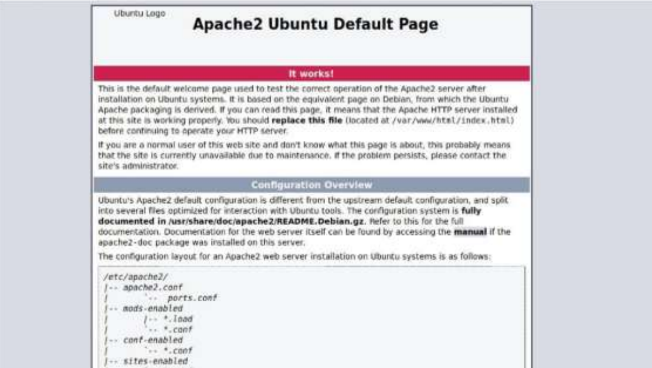 Ubuntu Logo
Apache2 Ubuntu Default Page
It works!
This is the default welcome page used to test the correct operation of the Apache2 server after
installation on Ubuntu systems. It is based on the equivalent page on Debian, from which the Ubuntu
Apache packaging is derived. If you can read this page, it means that the Apache HTTP server installed
at this site is working properly. You should replace this file (located at /var/www/html/index.html)
before continuing to operate your HTTP server.
If you are a normal user of this web site and don't know what this page is about, this probably means
that the site is currently unavailable due to maintenance. If the problem persists, please contact the
site's administrator.
Configuration Overview
Ubuntu's Apache2 default configuration is different from the upstream default configuration, and split
into several files optimized for interaction with Ubuntu tools. The configuration system is fully
documented in /usr/share/doc/apache2/README.Debian.gz. Refer to this for the full
documentation. Documentation for the web server itself can be found by accessing the manual if the
apache2-doc package was installed on this server.
The configuration layout for an Apache2 web server installation on Ubuntu systems is as follows:
/etc/apache2/
|-- apache2.conf
|       `--  ports.conf
|-- mods-enabled
|       |-- *.load
|       `-- *.conf
|-- conf-enabled
|       `-- *.conf
|-- sites-enabled